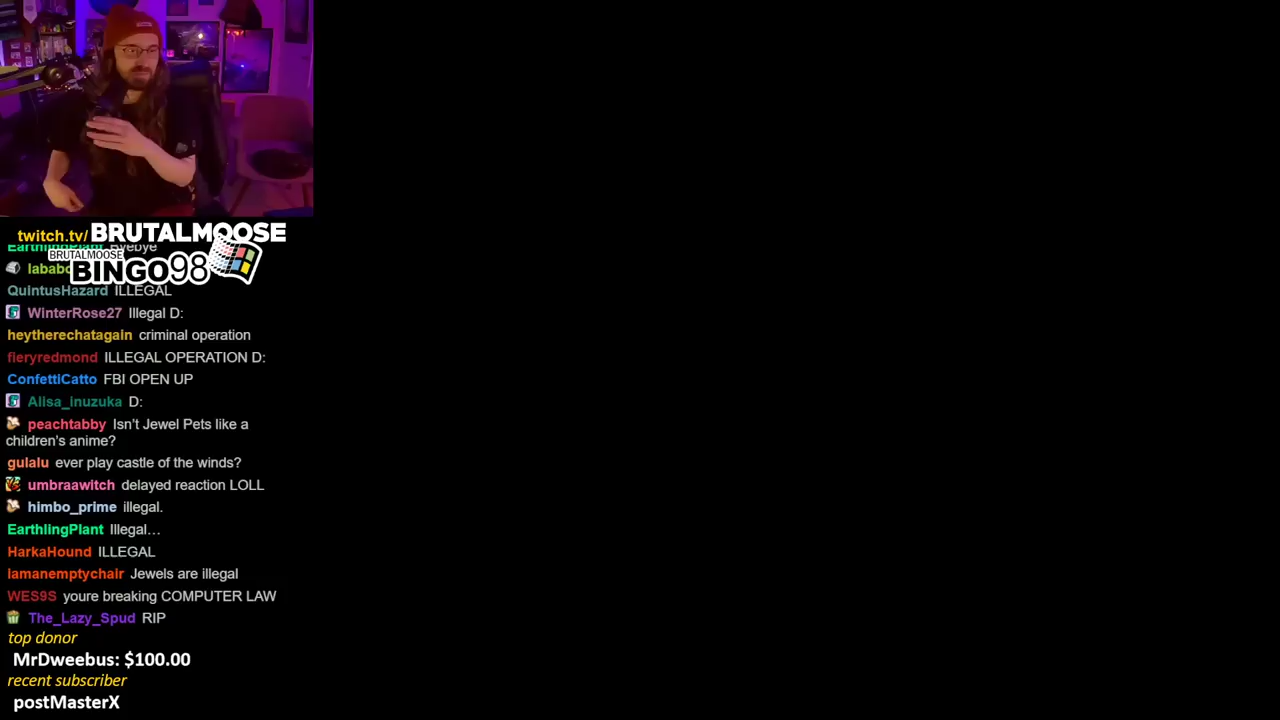 twitch.tv/BRUTALMOOSE
EarthlingPlant Byebye
BRUTALMOOSE
BINGO98
QuintusHazard ILLEGAL
WinterRose27 Illegal D:
heytherechatagain criminal operation
fieryredmond ILLEGAL OPERATION D:
ConfettiCatto FBI OPEN UP
Alisa_inuzuka D:
peachtabby Isn't Jewel Pets like a
children's anime?
gulalu ever play castle of the winds?
umbraawitch delayed reaction LOLL
himbo_prime illegal.
EarthlingPlant Illegal…
HarkaHound ILLEGAL
iamanemptychair Jewels are illegal
WES9S youre breaking COMPUTER LAW
The_Lazy_Spud RIP
top donor
MrDweebus: $100.00
recent subscriber
postMasterX